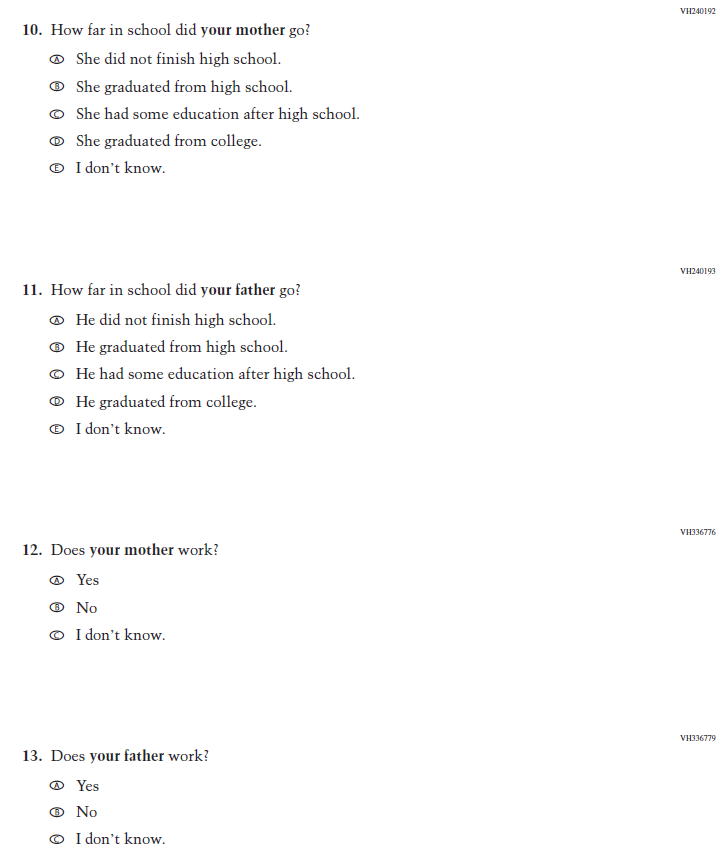 VH240192
10. How far in school did your mother go?
A She did not finish high school.
B She graduated from high school.
C She had some education after high school.
D She graduated from college.
E I don't know.
VH240193
11. How far in school did your father go?
A He did not finish high school.
B He graduated from high school.
C He had some education after high school.
D He graduated from college.
E I don't know.
VH336776
12. Does your mother work?
A Yes
B No
C I don't know.
VH336779
13. Does your father work?
A Yes
B No
C I don't know.